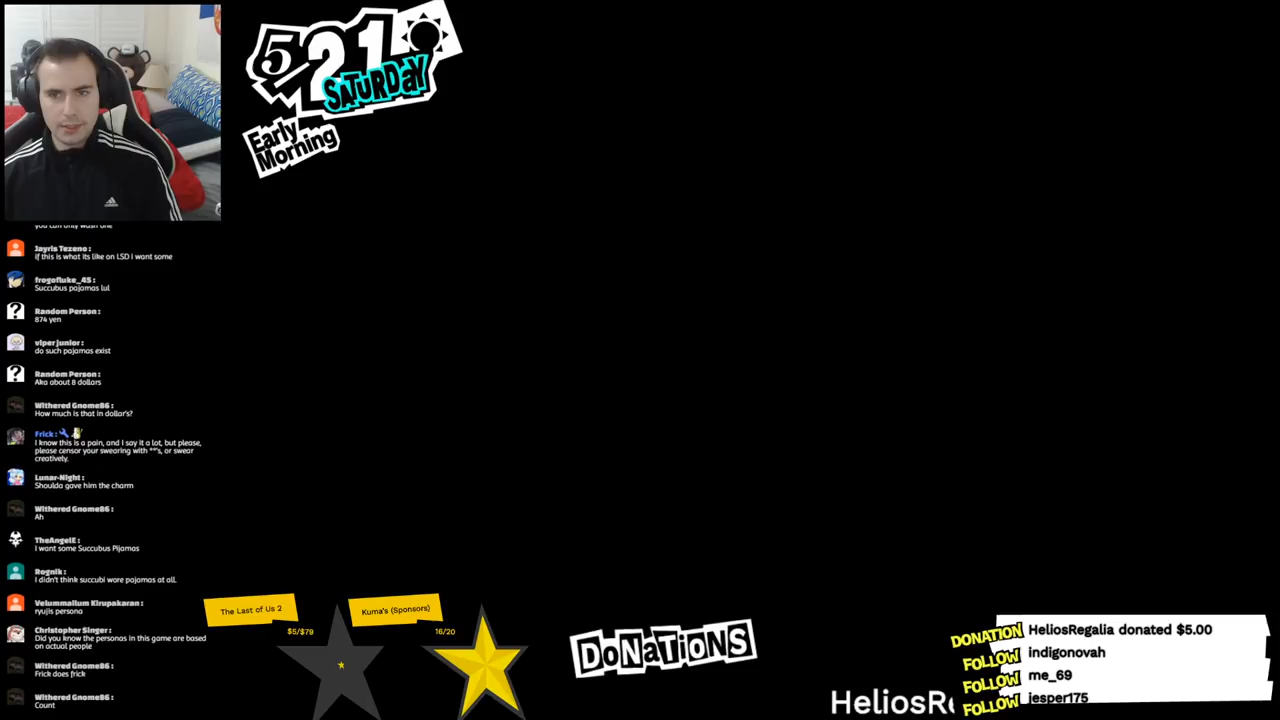 5/21
SATURDAY
Early
Morning
you can only wash one
Jayris Tezeno :
if this is what its like on LSD I want some
frogofluke_45 :
Succubus pajamas lul
Random Person :
874 yen
viper junior :
do such pajamas exist
Random Person :
Aka about 8 dollars
Withered Gnome86 :
How much is that in dollar's?
Frick :
I know this is a pain, and I say it a lot, but please,
please censor your swearing with **'s, or swear
creatively.
Lunar-Night :
Shoulda gave him the charm
Withered Gnome86 :
Ah
TheAngelE :
I want some Succubus Pijamas
Rognik :
I didn't think succubi wore pajamas at all.
Velummailum Kirupakaran :
ryujis persona
Christopher Singer :
Did you know the personas in this game are based
on actual people
Withered Gnome86 :
Frick does frick
Withered Gnome86 :
Count
The Last of Us 2
$5/$79
Kuma's (Sponsors)
16/20
DoNaTioNS
HeliosRe
DONATION HeliosRegalia donated $5.00
FOLLOW indigonovah
FOLLOW me_69
FOLLOW jesper175